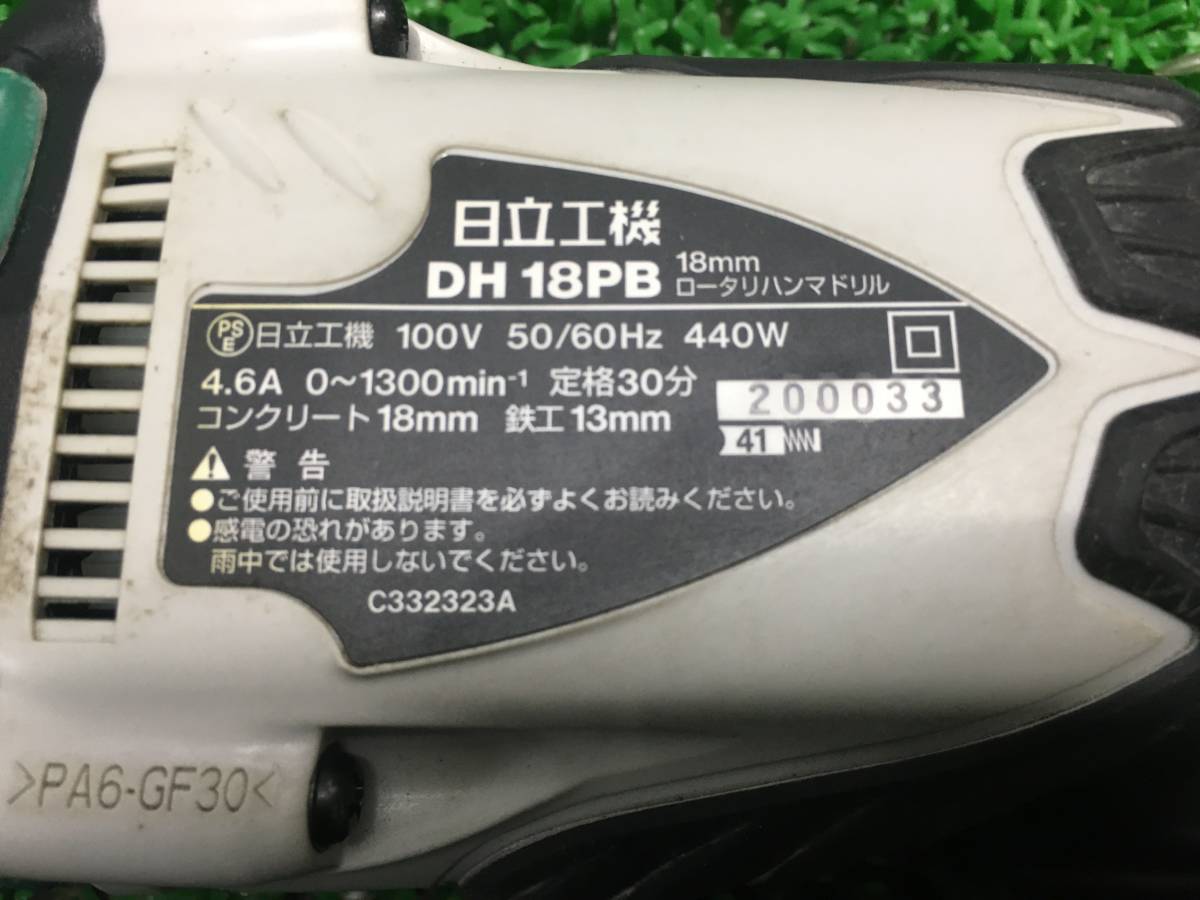 日立工機
DH 18PB
18mm
ロータリハンマドリル
PSE 日立工機 100V 50/60Hz 440W
4.6A 0～1300min⁻¹ 定格30分
200033
コンクリート18mm 鉄工13mm
41
⚠ 警告
●ご使用前に取扱説明書を必ずよくお読みください。
●感電の恐れがあります。
雨中では使用しないでください。
C332323A
>PA6-GF30<